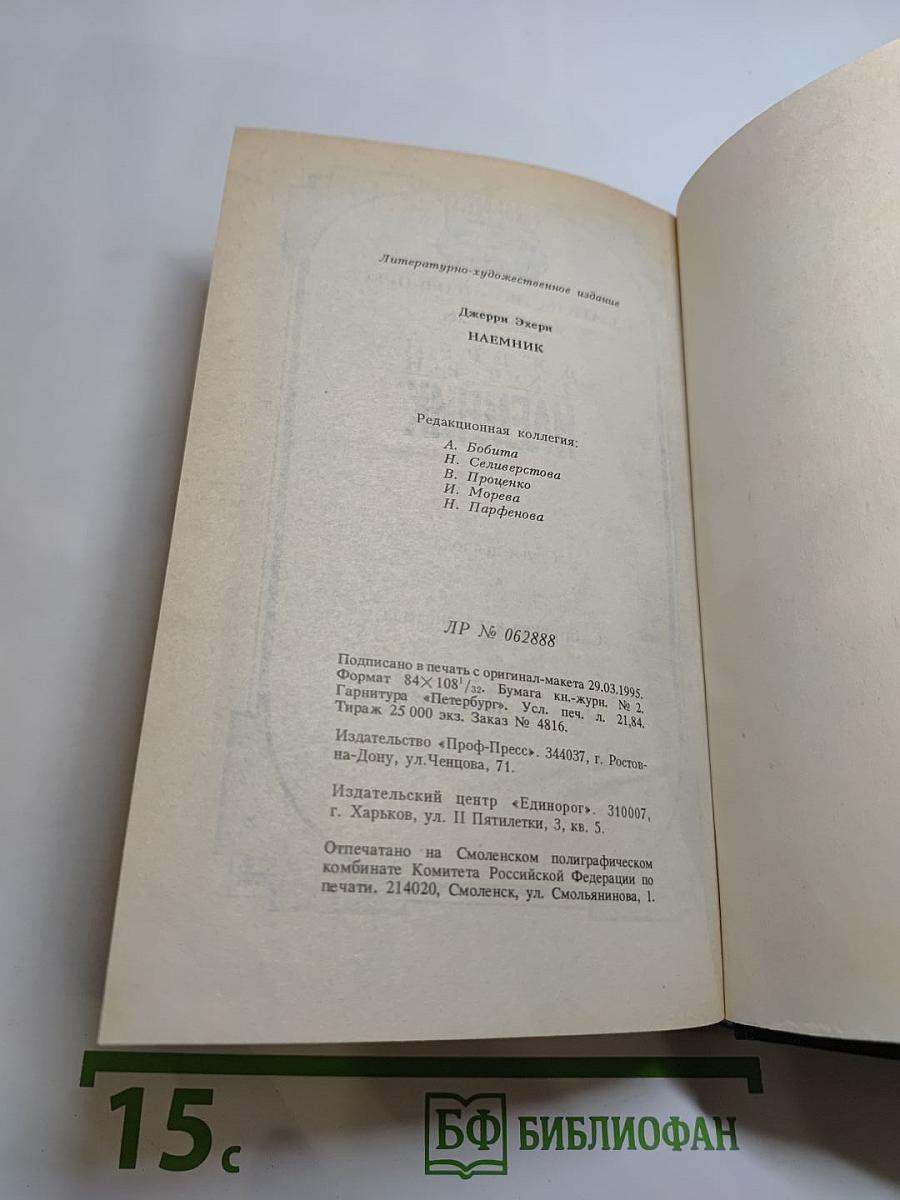 Литературно-художественное издание
Джерри Эхерн
НАЕМНИК
Редакционная коллегия:
А. Бобита
Н. Селиверстова
В. Проценко
И. Морева
Н. Парфенова
ЛР № 062888
Подписано в печать с оригинал-макета 29.03.1995.
Формат 84×108¹/₃₂. Бумага кн.-журн. №2.
Гарнитура «Петербург». Усл. печ. л. 21,84.
Тираж 25 000 экз. Заказ № 4816.
Издательство «Проф-Пресс». 344037, г. Ростов-
на-Дону, ул.Ченцова, 71.
Издательский центр «Единорог». 310007,
г. Харьков, ул. II Пятилетки, 3, кв. 5.
Отпечатано на Смоленском полиграфическом
комбинате Комитета Российской Федерации по
печати. 214020, Смоленск, ул. Смольянинова, 1.
15 с
БФ БИБЛИОФАН